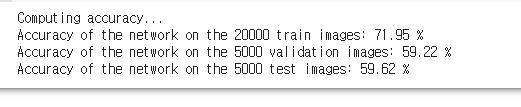 Computing accuracy...
Accuracy of the network on the 20000 train images: 71.95 %
Accuracy of the network on the 5000 validation images: 59.22 %
Accuracy of the network on the 5000 test images: 59.62 %